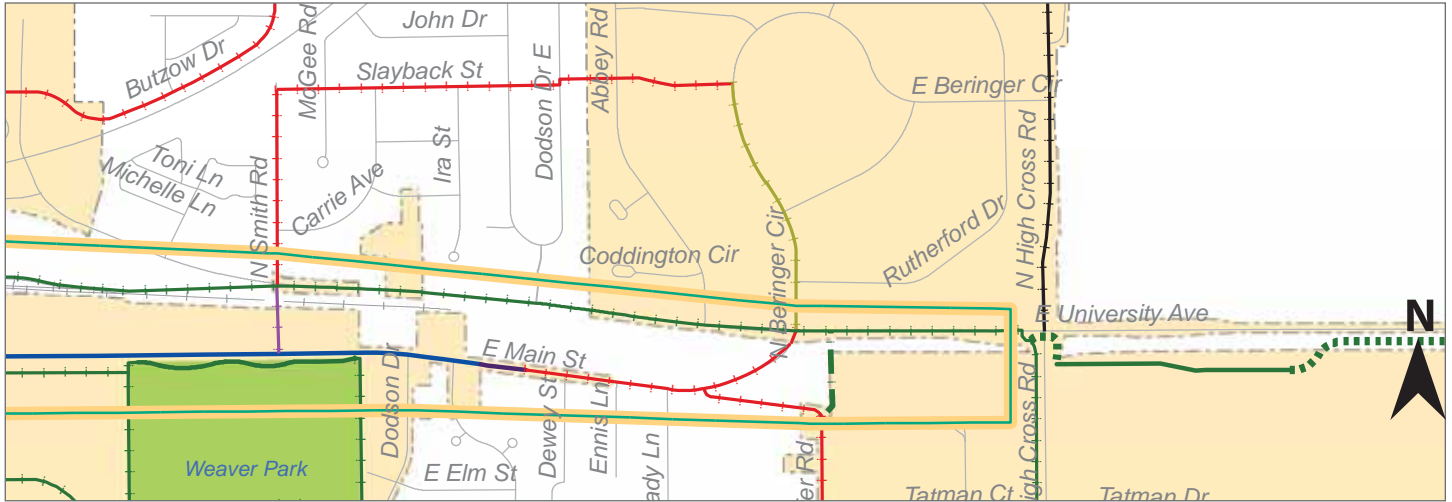 John Dr
McGee Rd
Abbey Rd
Butzow Dr
Slayback St
Dodson Dr E
E Beringer Cir
Toni Ln
Ira St
N High Cross Rd
Michelle Ln
N Smith Rd
Carrie Ave
Rutherford Dr
Coddington Cir
N Beringer Cir
E University Ave
N
E Main St
Dodson Dr
Dewey St
Ennis Ln
Weaver Park
E Elm St
Tatman Ct
Tatman Dr